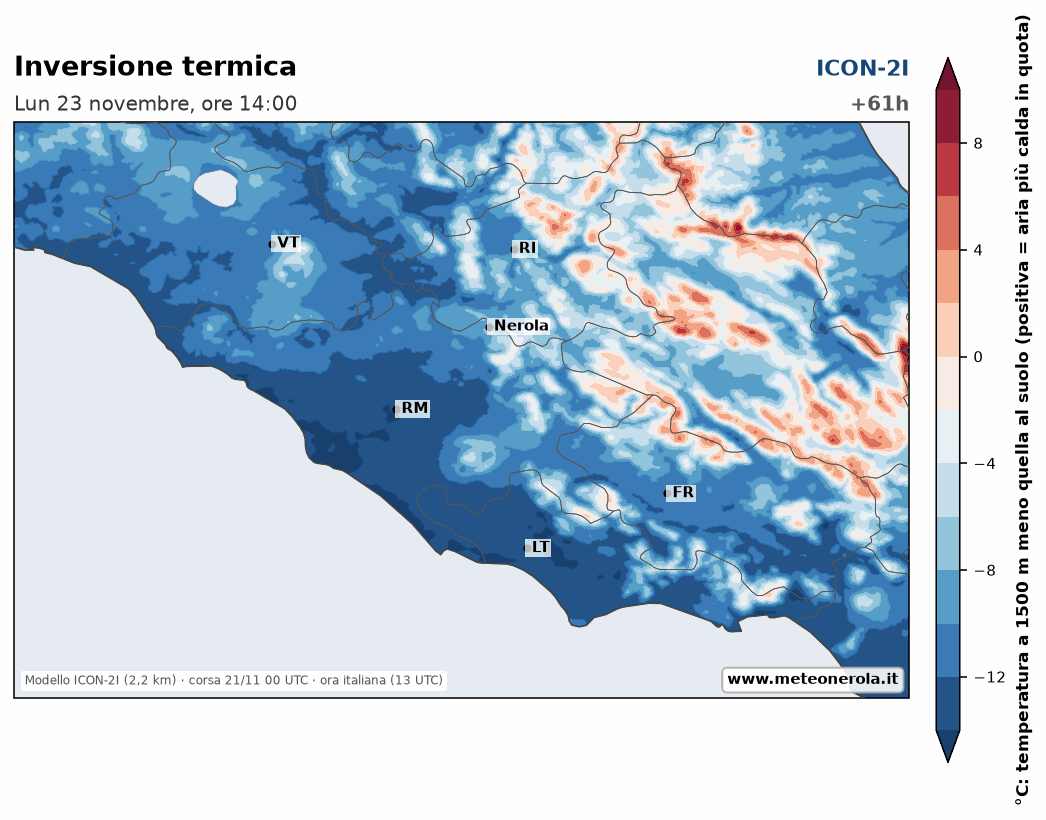 Inversione termica
ICON-2I
Lun 23 novembre, ore 14:00
+61h
VT
RI
Nerola
RM
FR
LT
Modello ICON-2I (2,2 km) · corsa 21/11 00 UTC · ora italiana (13 UTC)
www.meteonerola.it
8
4
0
−4
−8
−12
°C: temperatura a 1500 m meno quella al suolo (positiva = aria più calda in quota)